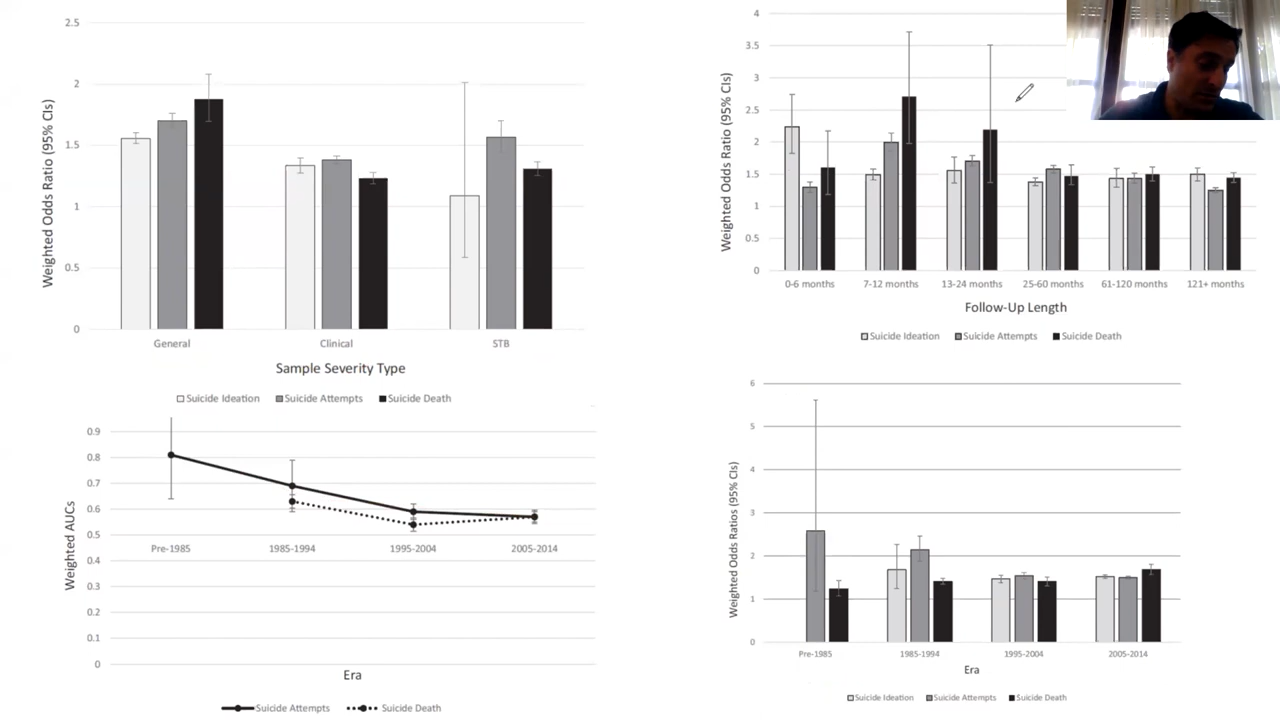 2.5
2
1.5
1
0.5
0
Weighted Odds Ratio (95% CIs)
General
Clinical
STB
Sample Severity Type
Suicide Ideation
Suicide Attempts
Suicide Death
4
3.5
3
2.5
2
1.5
1
0.5
0
Weighted Odds Ratio (95% CIs)
0-6 months
7-12 months
13-24 months
25-60 months
61-120 months
121+ months
Follow-Up Length
Suicide Ideation
Suicide Attempts
Suicide Death
0.9
0.8
0.7
0.6
0.5
0.4
0.3
0.2
0.1
0
Weighted AUCs
Pre-1985
1985-1994
1995-2004
2005-2014
Era
Suicide Attempts
Suicide Death
6
5
4
3
2
1
0
Weighted Odds Ratios (95% CIs)
Pre-1985
1985-1994
1995-2004
2005-2014
Era
Suicide Ideation
Suicide Attempts
Suicide Death